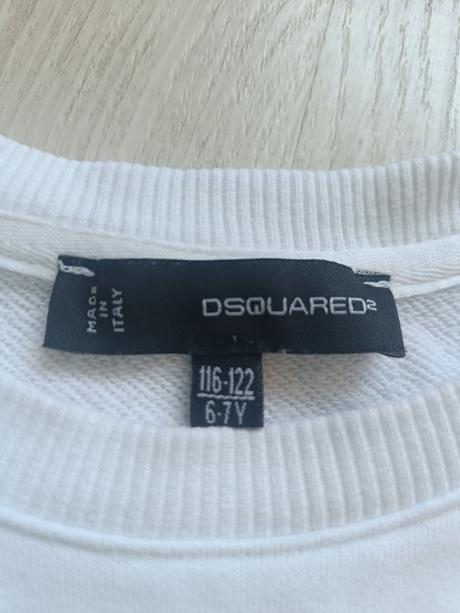 MADE
IN
ITALY
DSQUARED2
116-122
6-7Y